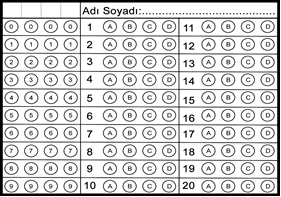 Adı Soyadı:
0 0 0 0 1 A B C D 11 A B C D
1 1 1 1 2 A B C D 12 A B C D
2 2 2 2 3 A B C D 13 A B C D
3 3 3 3 4 A B C D 14 A B C D
4 4 4 4 5 A B C D 15 A B C D
5 5 5 5 6 A B C D 16 A B C D
6 6 6 6 7 A B C D 17 A B C D
7 7 7 7 8 A B C D 18 A B C D
8 8 8 8 9 A B C D 19 A B C D
9 9 9 9 10 A B C D 20 A B C D